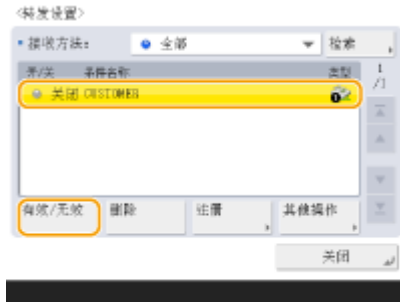 <转发设置>
▪接收方法: 全部 检索
开/关 条件名称 类型
关闭 CUSTOMER
1
/1
有效/无效 删除 注册 其他操作
关闭